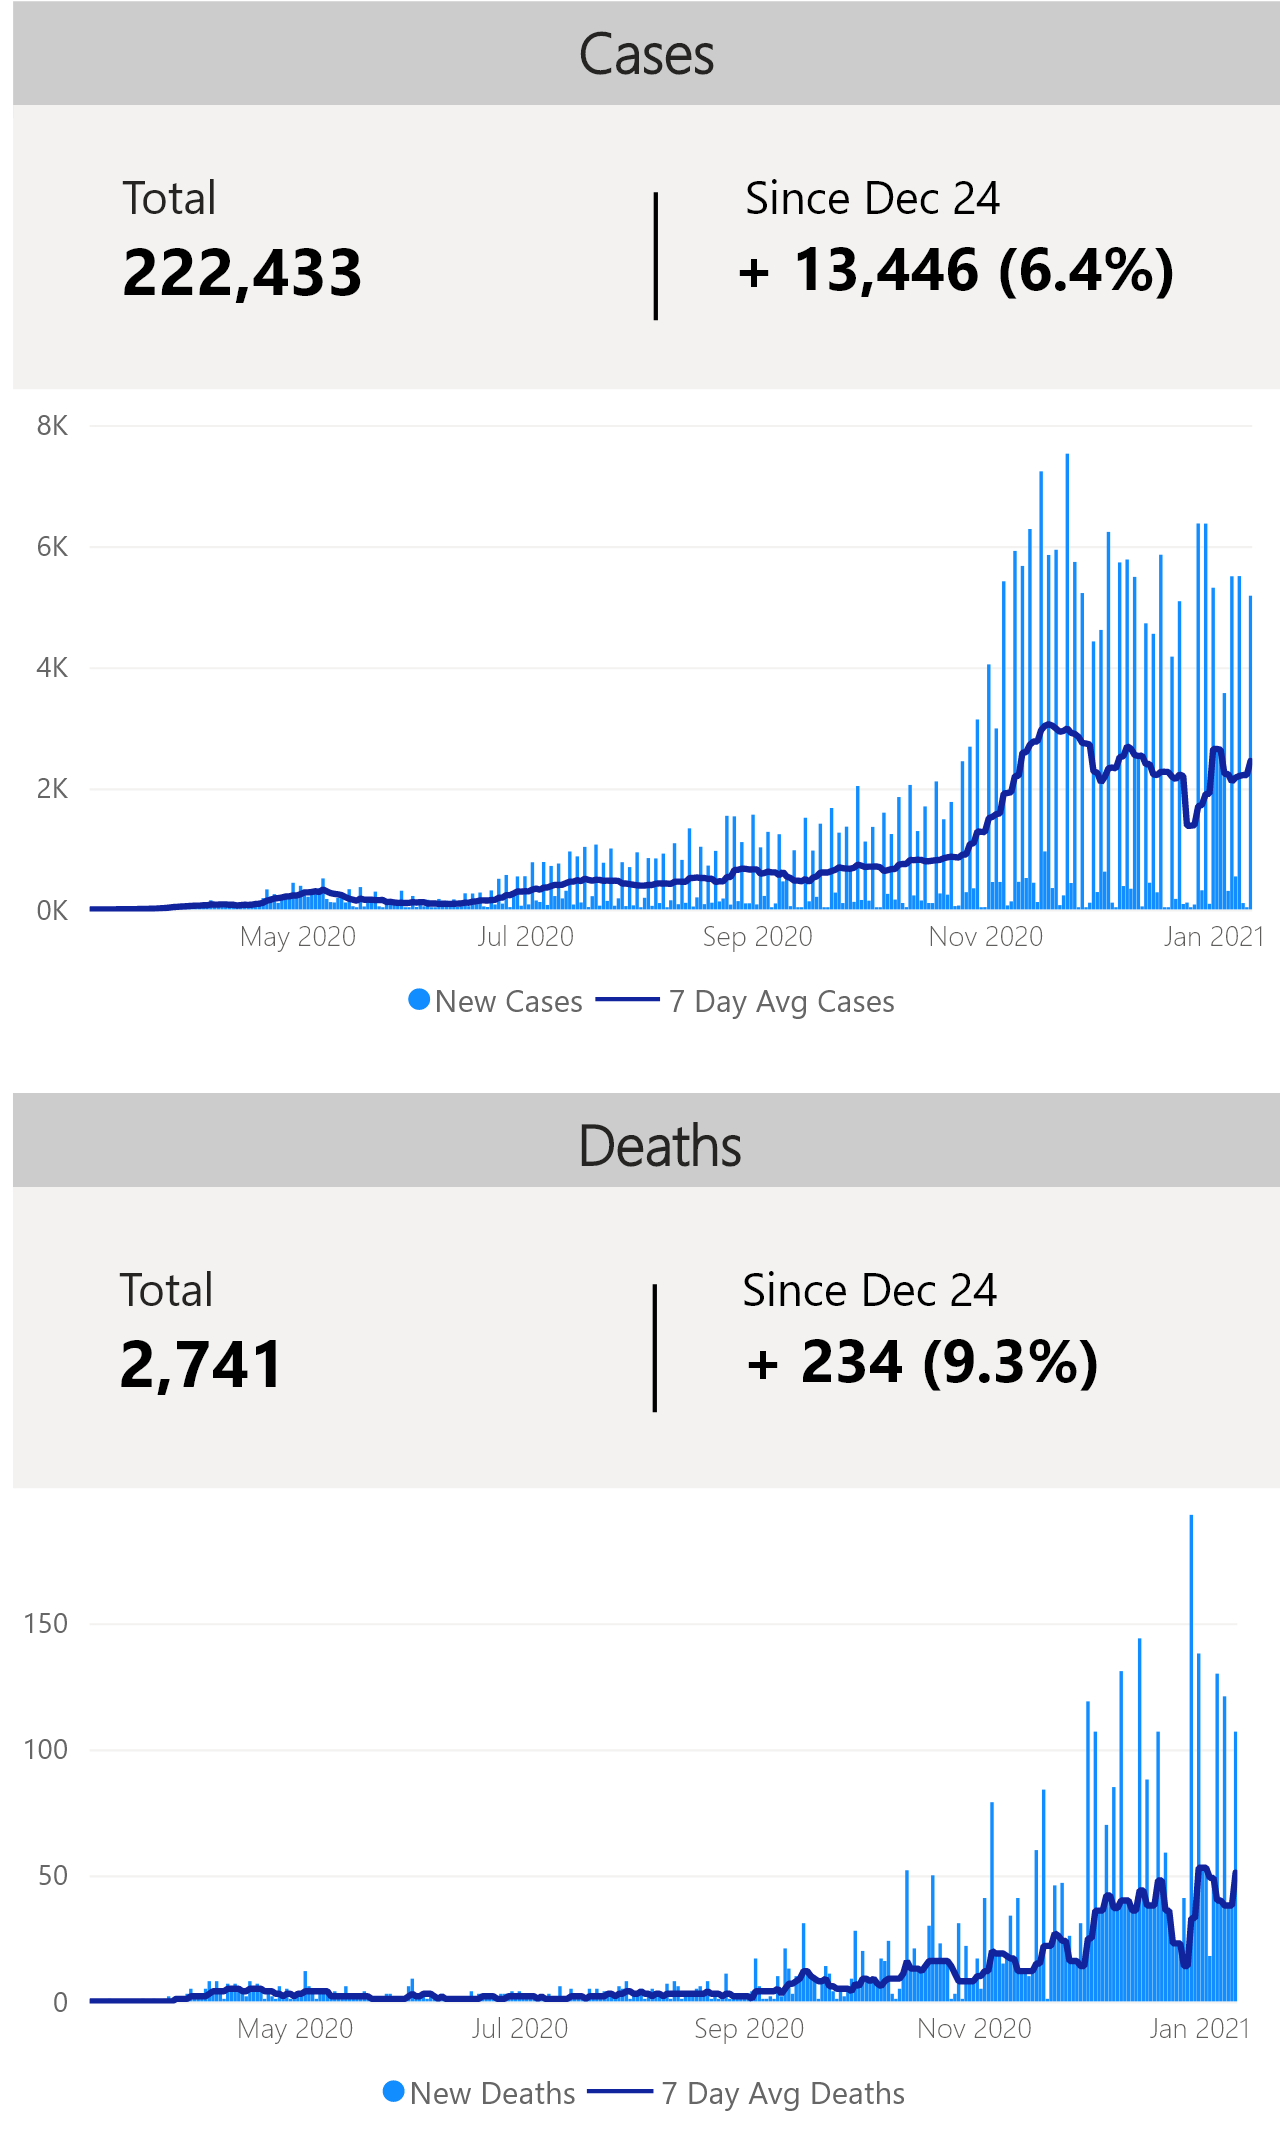 Cases
Total
Since Dec 24
222,433
+ 13,446 (6.4%)
8K
6K
4K
2K
0K
May 2020
Jul 2020
Sep 2020
Nov 2020
Jan 2021
New Cases
7 Day Avg Cases
Deaths
Total
Since Dec 24
2,741
+ 234 (9.3%)
150
100
50
0
May 2020
Jul 2020
Sep 2020
Nov 2020
Jan 2021
New Deaths
7 Day Avg Deaths